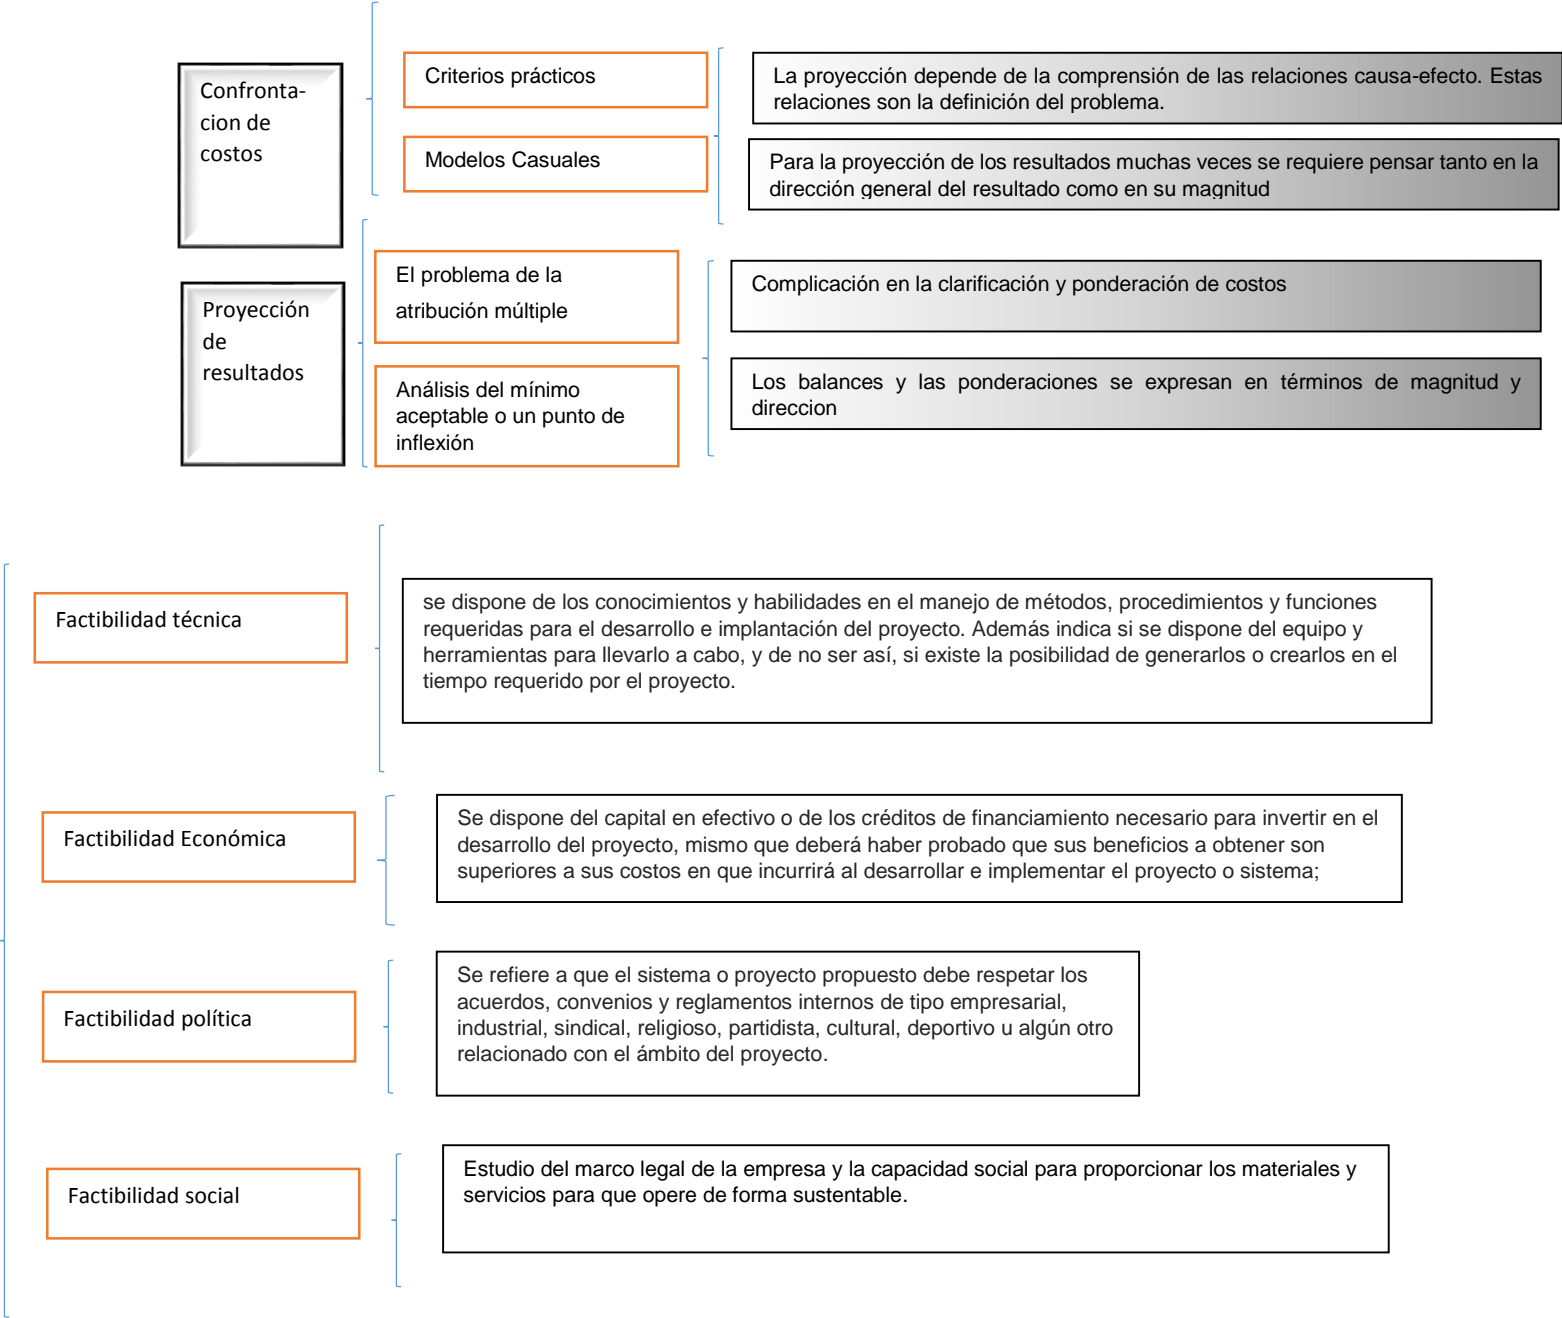 Confronta-
cion de
costos
Criterios prácticos
Modelos Casuales
La proyección depende de la comprensión de las relaciones causa-efecto. Estas
relaciones son la definición del problema.
Para la proyección de los resultados muchas veces se requiere pensar tanto en la
dirección general del resultado como en su magnitud
Proyección
de
resultados
El problema de la
atribución múltiple
Análisis del mínimo
aceptable o un punto de
inflexión
Complicación en la clarificación y ponderación de costos
Los balances y las ponderaciones se expresan en términos de magnitud y
direccion
Factibilidad técnica
se dispone de los conocimientos y habilidades en el manejo de métodos, procedimientos y funciones
requeridas para el desarrollo e implantación del proyecto. Además indica si se dispone del equipo y
herramientas para llevarlo a cabo, y de no ser así, si existe la posibilidad de generarlos o crearlos en el
tiempo requerido por el proyecto.
Factibilidad Económica
Se dispone del capital en efectivo o de los créditos de financiamiento necesario para invertir en el
desarrollo del proyecto, mismo que deberá haber probado que sus beneficios a obtener son
superiores a sus costos en que incurrirá al desarrollar e implementar el proyecto o sistema;
Factibilidad política
Se refiere a que el sistema o proyecto propuesto debe respetar los
acuerdos, convenios y reglamentos internos de tipo empresarial,
industrial, sindical, religioso, partidista, cultural, deportivo u algún otro
relacionado con el ámbito del proyecto.
Factibilidad social
Estudio del marco legal de la empresa y la capacidad social para proporcionar los materiales y
servicios para que opere de forma sustentable.